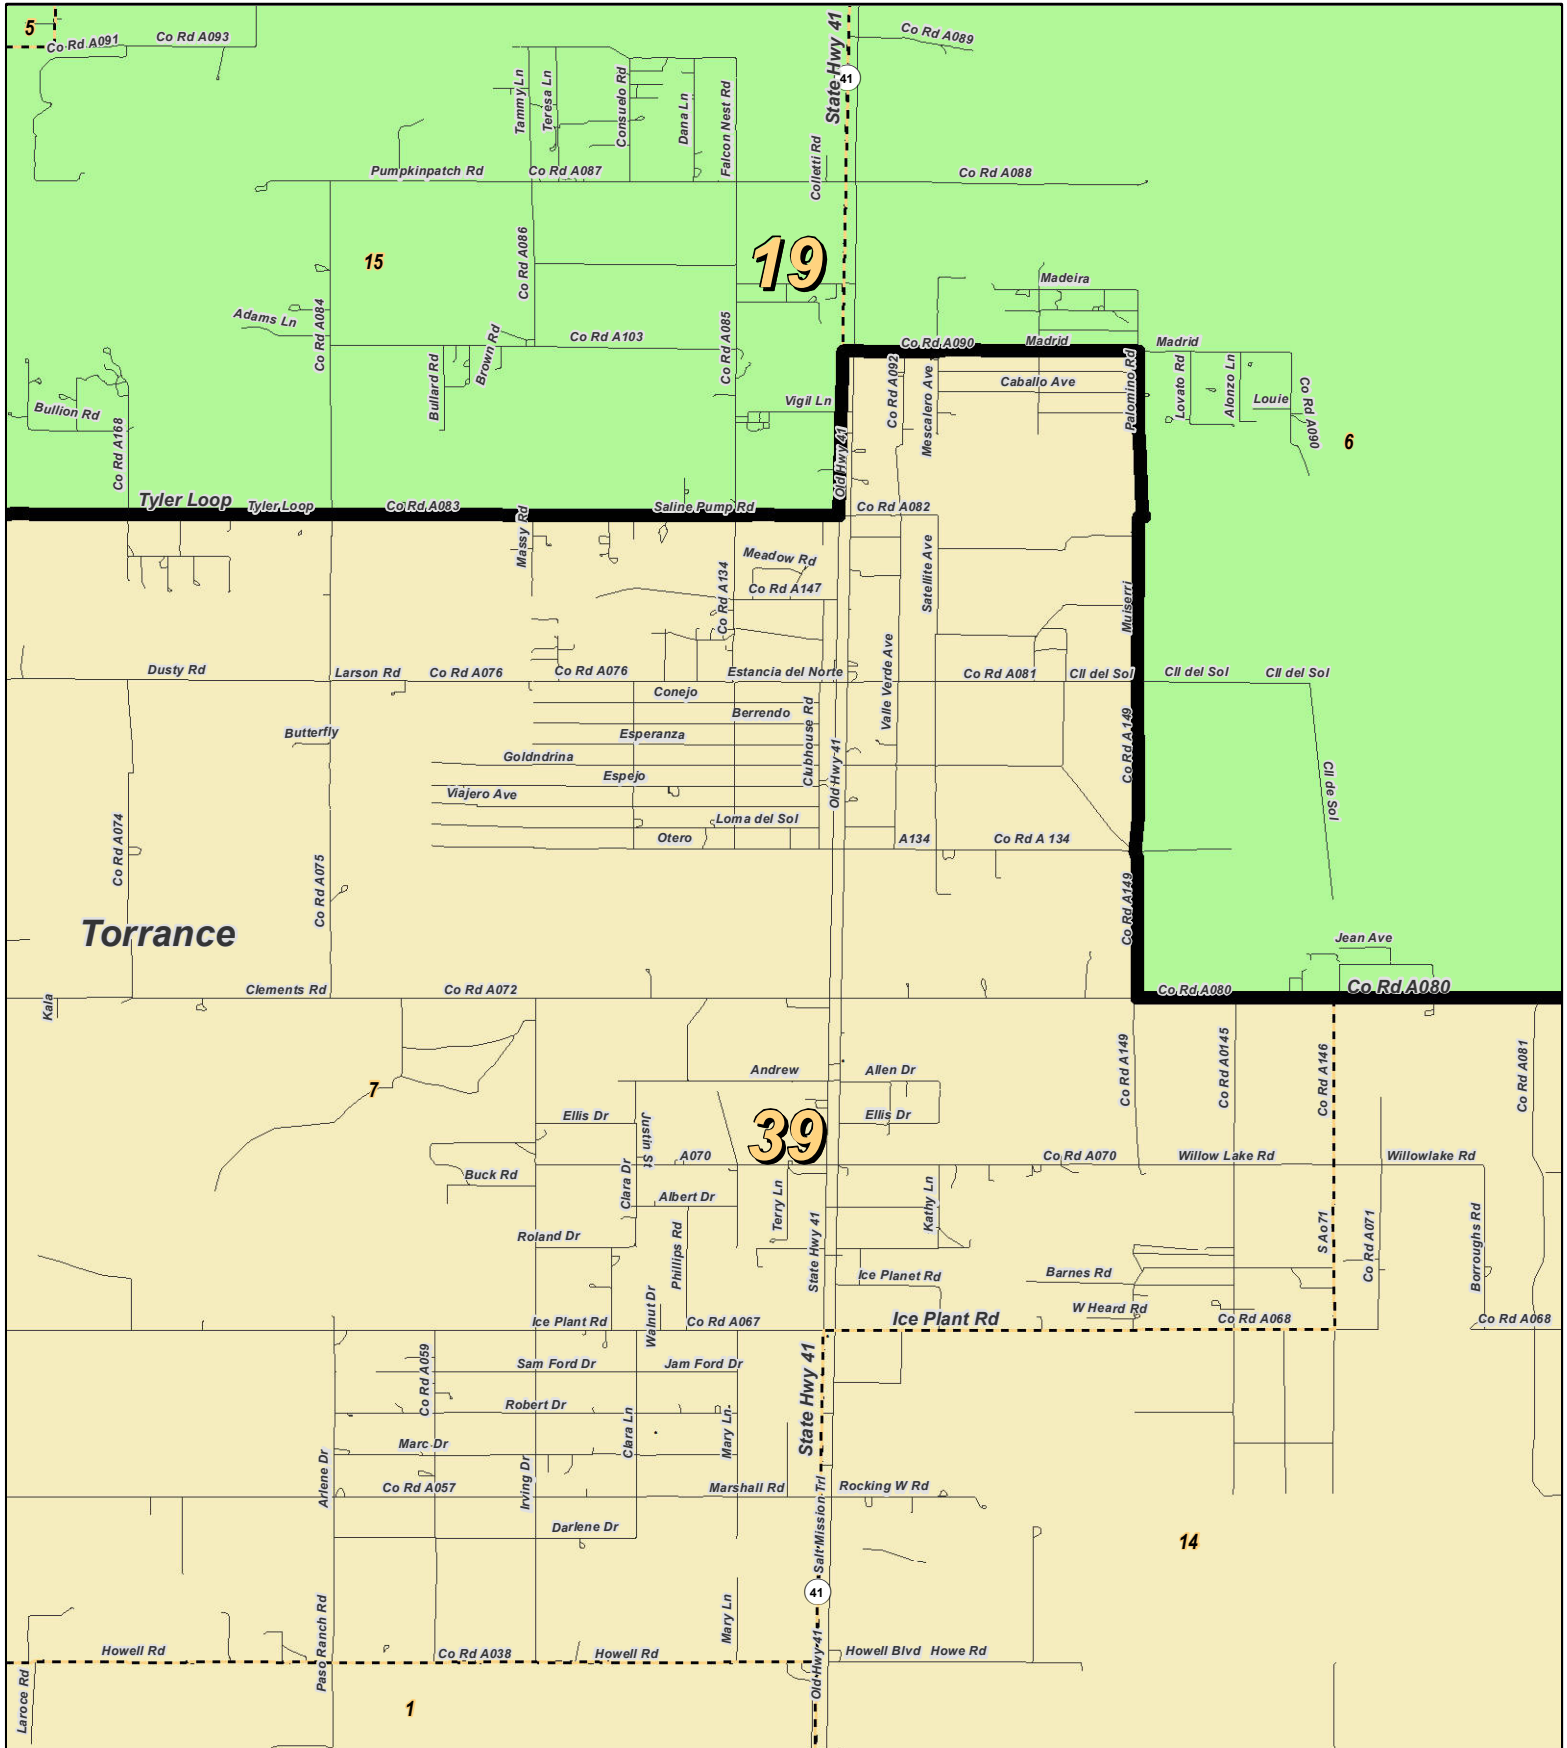 5
Co Rd A091
Co Rd A093
State Hwy 41
41
Co Rd A089
Tammy Ln
Teresa Ln
Consuelo Rd
Dana Ln
Falcon Nest Rd
Colletti Rd
Pumpkinpatch Rd
Co Rd A087
Co Rd A088
15
Co Rd A086
19
Madeira
Adams Ln
Co Rd A084
Co Rd A103
Brown Rd
Bullard Rd
Co Rd A085
Co Rd A090
Madrid
Madrid
Co Rd A092
Mescalero Ave
Caballo Ave
Palomino Rd
Lovato Rd
Alonzo Ln
Louie
Co Rd A090
6
Bullion Rd
Co Rd A168
Vigil Ln
Old Hwy 41
Tyler Loop
Tyler Loop
Co Rd A083
Saline Pump Rd
Co Rd A082
Massy Rd
Meadow Rd
Co Rd A134
Co Rd A147
Satellite Ave
Muiserri
Valle Verde Ave
Dusty Rd
Larson Rd
Co Rd A076
Co Rd A076
Estancia del Norte
Co Rd A081
Cll del Sol
Cll del Sol
Cll del Sol
Conejo
Berrendo
Clubhouse Rd
Butterfly
Esperanza
Goldndrina
Espejo
Viajero Ave
Old Hwy 41
Co Rd A 149
Cll de Sol
Loma del Sol
Otero
A134
Co Rd A 134
Co Rd A074
Co Rd A075
Co Rd A149
Torrance
Jean Ave
Clements Rd
Co Rd A072
Co Rd A080
Co Rd A080
Kala
7
Andrew
Allen Dr
Co Rd A149
Co Rd A0145
Co Rd A146
Co Rd A081
Ellis Dr
Justin St
39
Ellis Dr
A070
Co Rd A070
Willow Lake Rd
Willowlake Rd
Buck Rd
Clara Dr
Albert Dr
Terry Ln
Kathy Ln
Roland Dr
Phillips Rd
State Hwy 41
S Ao71
Co Rd A071
Borroughs Rd
Ice Planet Rd
Barnes Rd
Walnut Dr
W Heard Rd
Ice Plant Rd
Co Rd A067
Ice Plant Rd
Co Rd A068
Co Rd A068
Co Rd A059
Sam Ford Dr
Jam Ford Dr
State Hwy 41
Robert Dr
Clara Ln
Mary Ln
Marc Dr
Arlene Dr
Irving Dr
Co Rd A057
Marshall Rd
Rocking W Rd
Salt Mission Trl
Darlene Dr
14
41
Paso Ranch Rd
Mary Ln
Howell Rd
Co Rd A038
Howell Rd
Old Hwy 41
Howell Blvd
Howe Rd
Laroce Rd
1